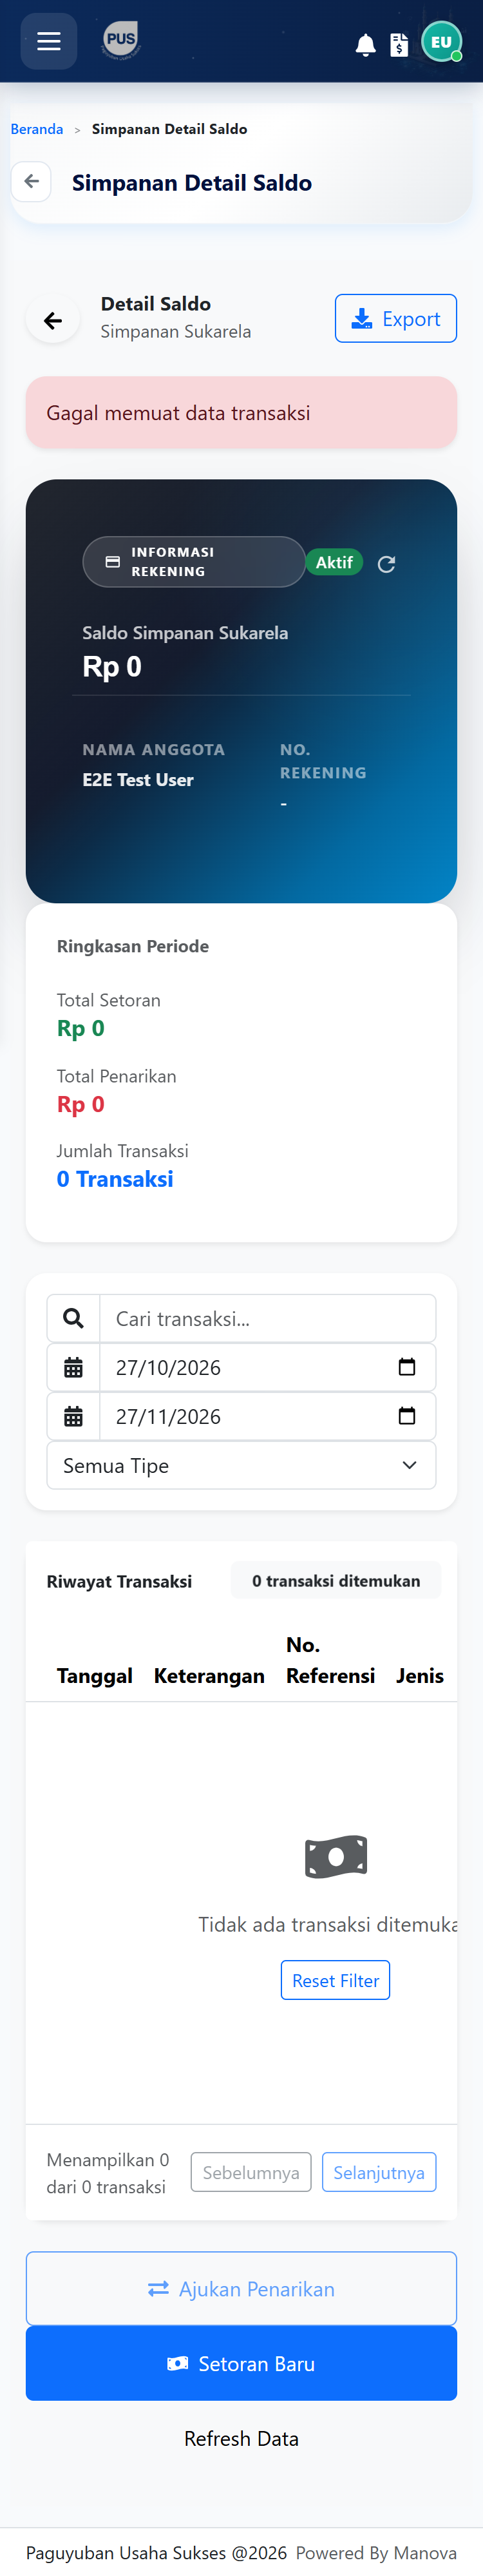 PUS
EU
Beranda > Simpanan Detail Saldo
Simpanan Detail Saldo
Detail Saldo
Simpanan Sukarela
Export
Gagal memuat data transaksi
INFORMASI
REKENING
Aktif
Saldo Simpanan Sukarela
Rp 0
NAMA ANGGOTA
E2E Test User
NO.
REKENING
-
Ringkasan Periode
Total Setoran
Rp 0
Total Penarikan
Rp 0
Jumlah Transaksi
0 Transaksi
Cari transaksi...
27/10/2026
27/11/2026
Semua Tipe
Riwayat Transaksi
0 transaksi ditemukan
Tanggal Keterangan No. Referensi Jenis
Tidak ada transaksi ditemuka
Reset Filter
Menampilkan 0
dari 0 transaksi
Sebelumnya
Selanjutnya
Ajukan Penarikan
Setoran Baru
Refresh Data
Paguyuban Usaha Sukses @2026 Powered By Manova